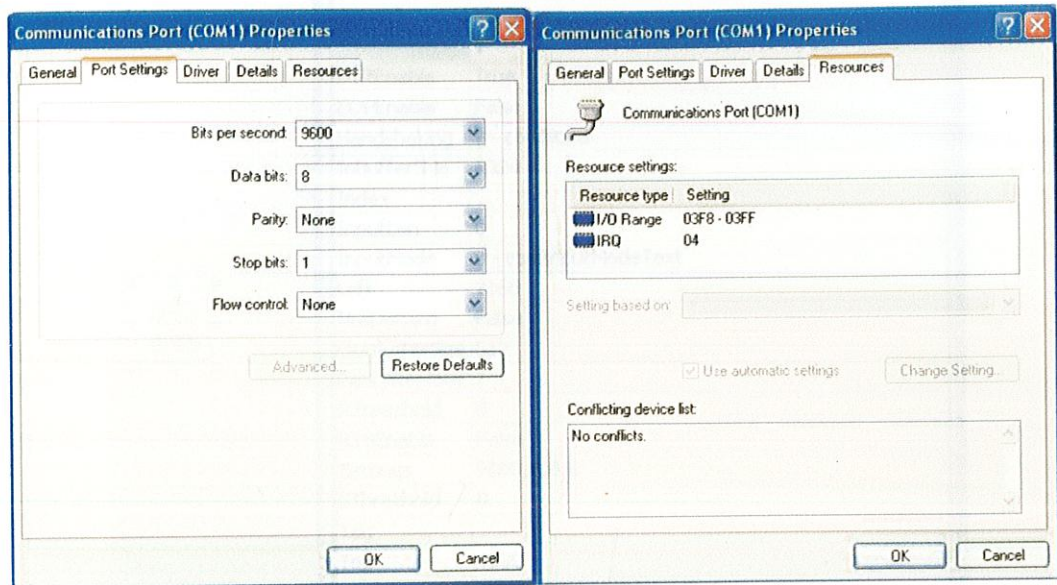 Communications Port (COM1) Properties
General Port Settings Driver Details Resources
Bits per second: 9600
Data bits: 8
Parity: None
Stop bits: 1
Flow control: None
Advanced... Restore Defaults
OK Cancel
Communications Port (COM1) Properties
General Port Settings Driver Details Resources
Communications Port (COM1)
Resource settings:
Resource type Setting
I/O Range 03F8 - 03FF
IRQ 04
Setting based on:
Use automatic settings Change Setting...
Conflicting device list:
No conflicts.
OK Cancel